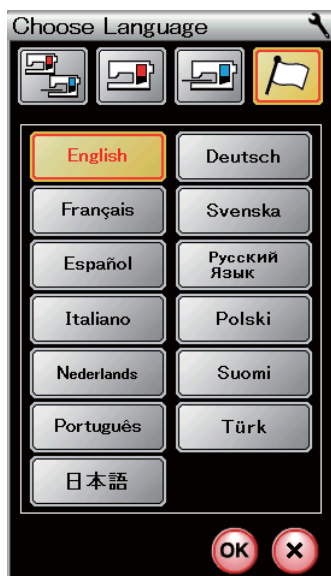 Choose Language
English
Deutsch
Français
Svenska
Español
Русский
Язык
Italiano
Polski
Nederlands
Suomi
Português
Türk
日本語
OK